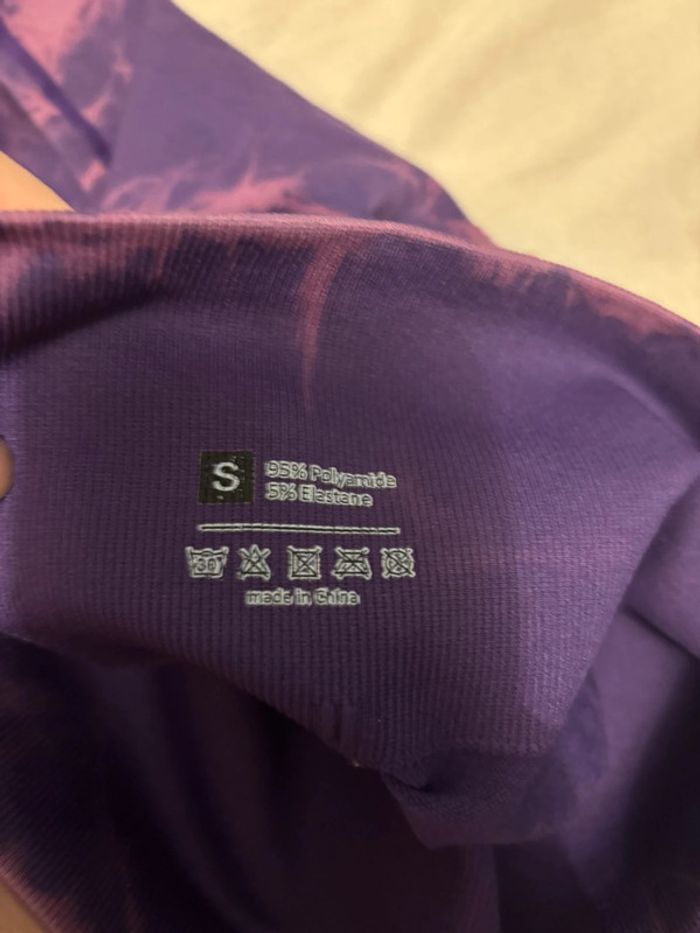 S
95% Polyamide
5% Elastane
30
made in China